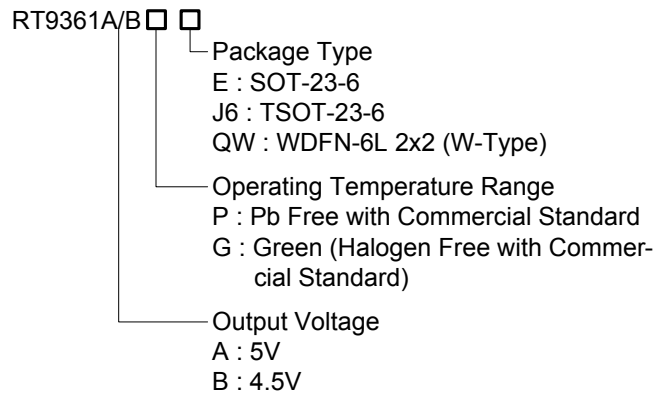 RT9361A/B
Package Type
E : SOT-23-6
J6 : TSOT-23-6
QW : WDFN-6L 2x2 (W-Type)
Operating Temperature Range
P : Pb Free with Commercial Standard
G : Green (Halogen Free with Commer-
cial Standard)
Output Voltage
A : 5V
B : 4.5V